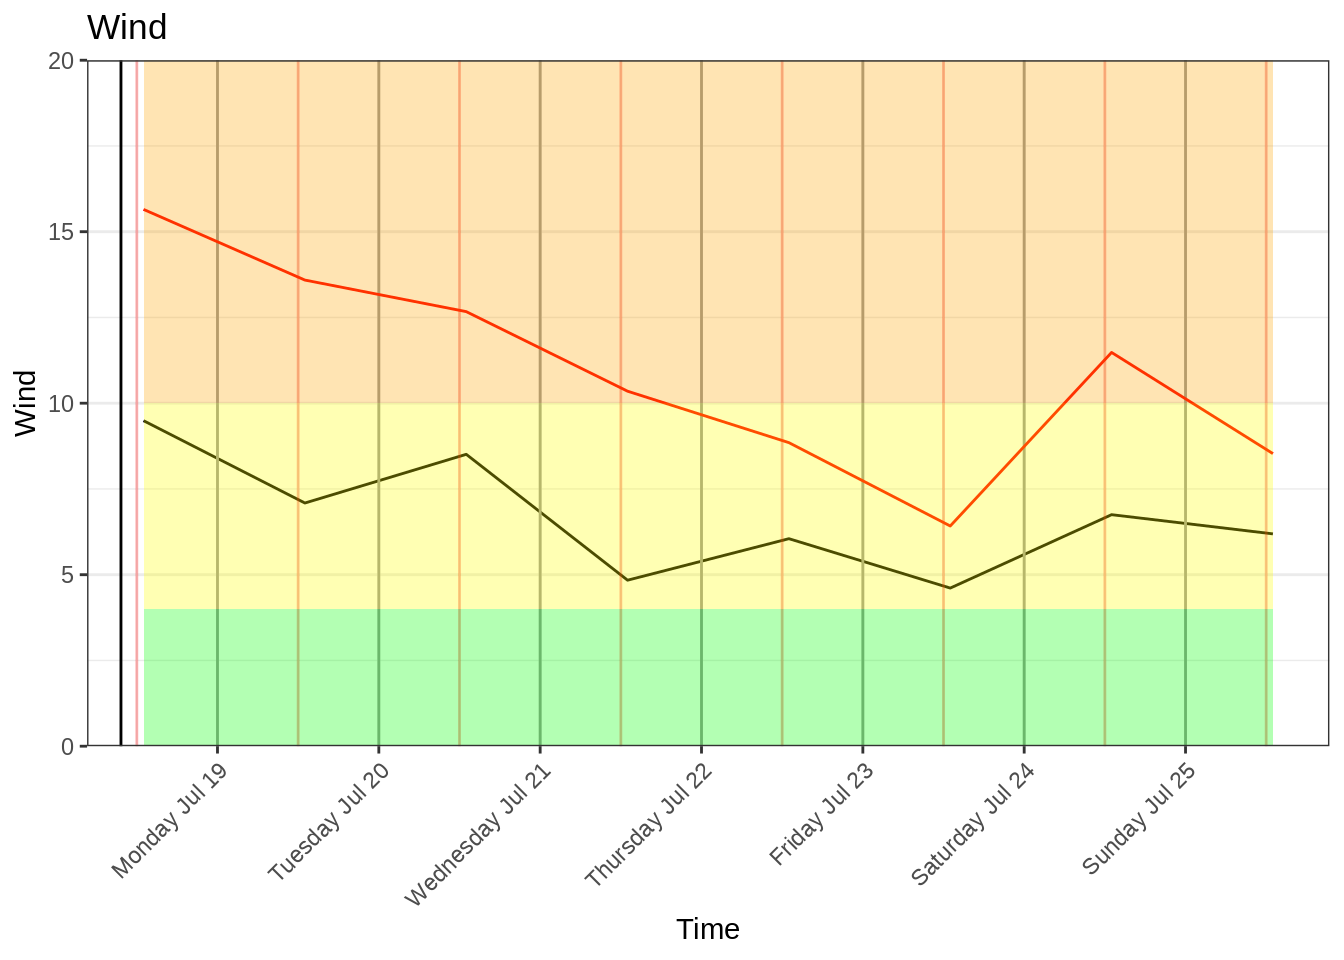 Wind
20
15
10
5
0
Wind
Monday Jul 19
Tuesday Jul 20
Wednesday Jul 21
Thursday Jul 22
Friday Jul 23
Saturday Jul 24
Sunday Jul 25
Time